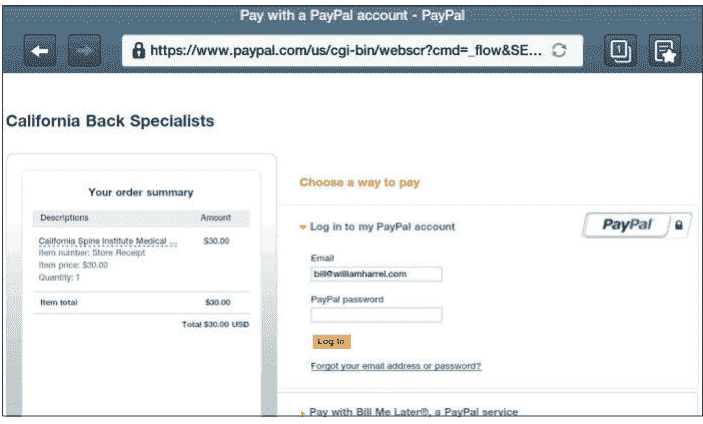 Pay with a PayPal account - PayPal
https://www.paypal.com/us/cgi-bin/webscr?cmd=_flow&SE...
1
California Back Specialists
Your order summary
Descriptions Amount
California Spine Institute Medical ... $30.00
Item number: Store Receipt
Item price: $30.00
Quantity: 1
Item total $30.00
Total $30.00 USD
Choose a way to pay
Log in to my PayPal account
PayPal
Email
bill@williamharrel.com
PayPal password
Log In
Forgot your email address or password?
Pay with Bill Me Later®, a PayPal service